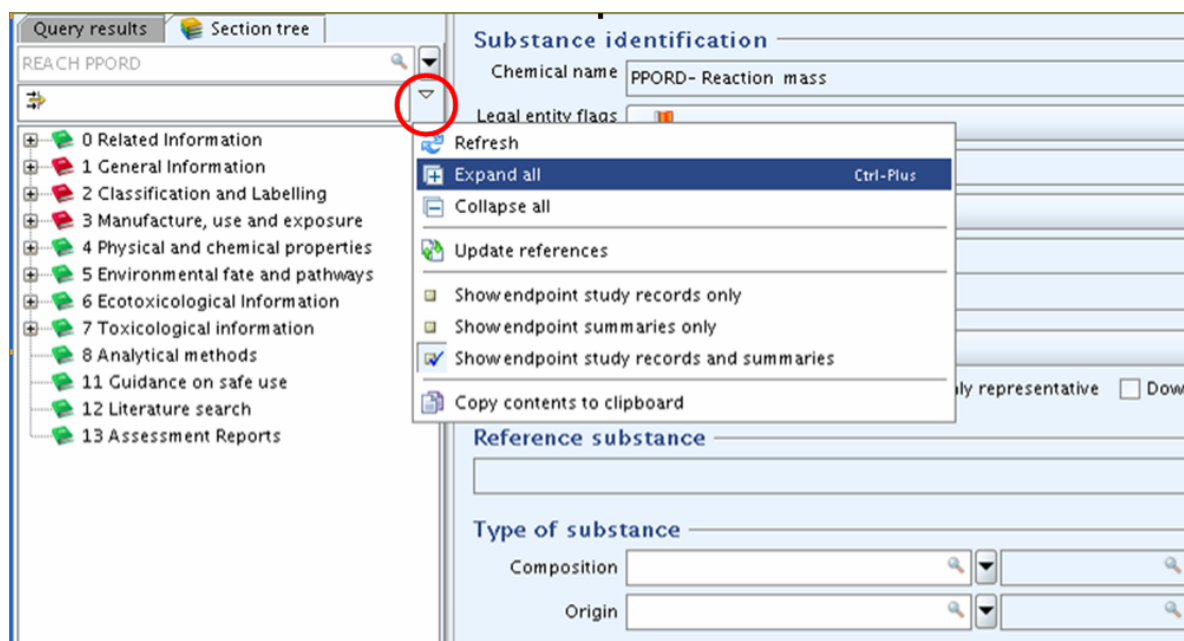 Query results
Section tree
REACH PPORD
0 Related Information
1 General Information
2 Classification and Labelling
3 Manufacture, use and exposure
4 Physical and chemical properties
5 Environmental fate and pathways
6 Ecotoxicological Information
7 Toxicological information
8 Analytical methods
11 Guidance on safe use
12 Literature search
13 Assessment Reports
Refresh
Expand all Ctrl-Plus
Collapse all
Update references
Show endpoint study records only
Show endpoint summaries only
Show endpoint study records and summaries
Copy contents to clipboard
Substance identification
Chemical name PPORD- Reaction mass
Legal entity flags
representative
Reference substance
Type of substance
Composition
Origin